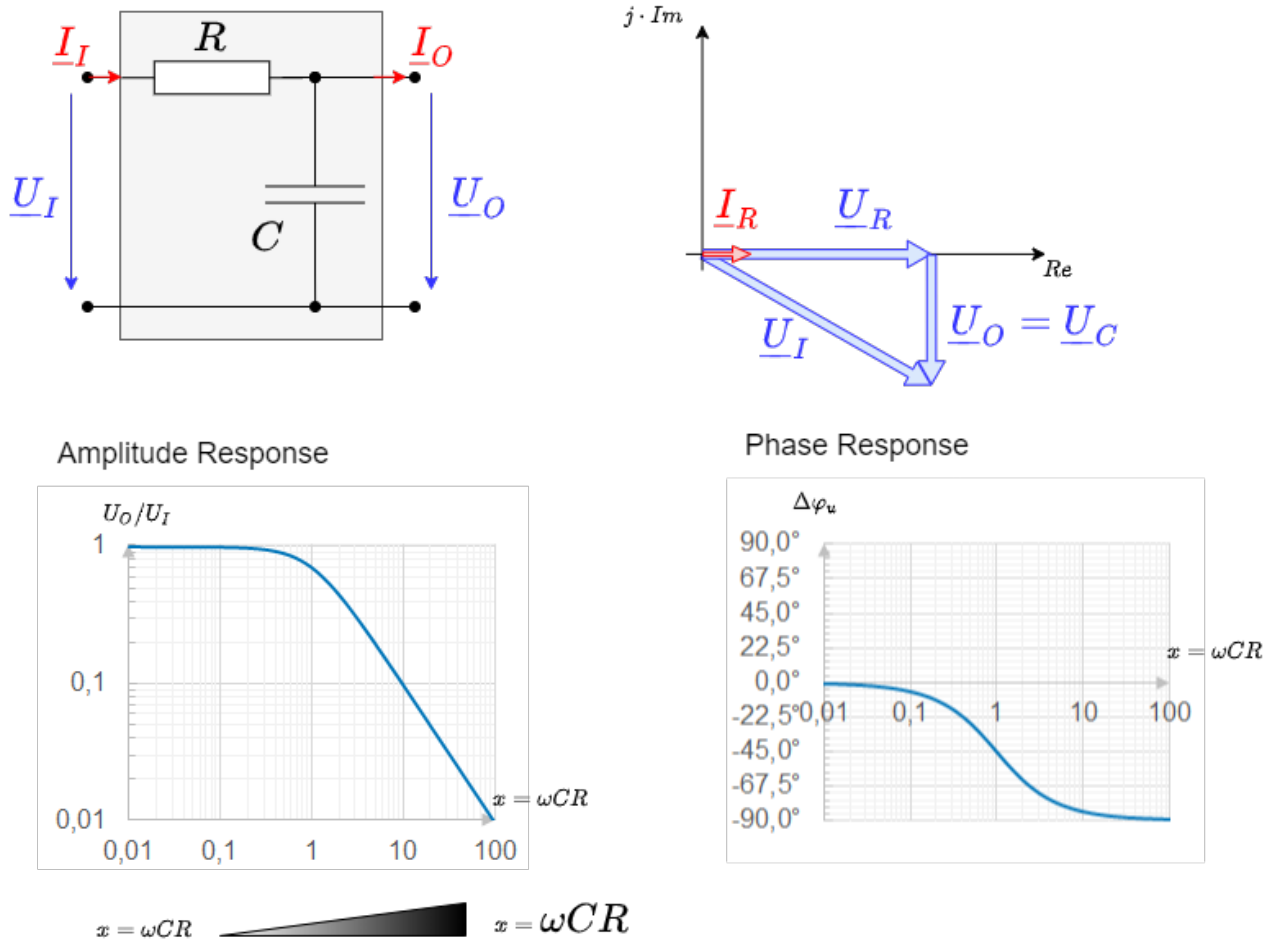 I_I
R
I_O
U_I
C
U_O
j · Im
I_R
U_R
Re
U_I
U_O = U_C
Amplitude Response
U_O/U_I
1
0,1
0,01
x = ωCR
0,01 0,1 1 10 100
x = ωCR
x = ωCR
Phase Response
Δφ_u
90,0°
67,5°
45,0°
22,5°
x = ωCR
0,0°
-22,5° 0,01 0,1 1 10 100
-45,0°
-67,5°
-90,0°